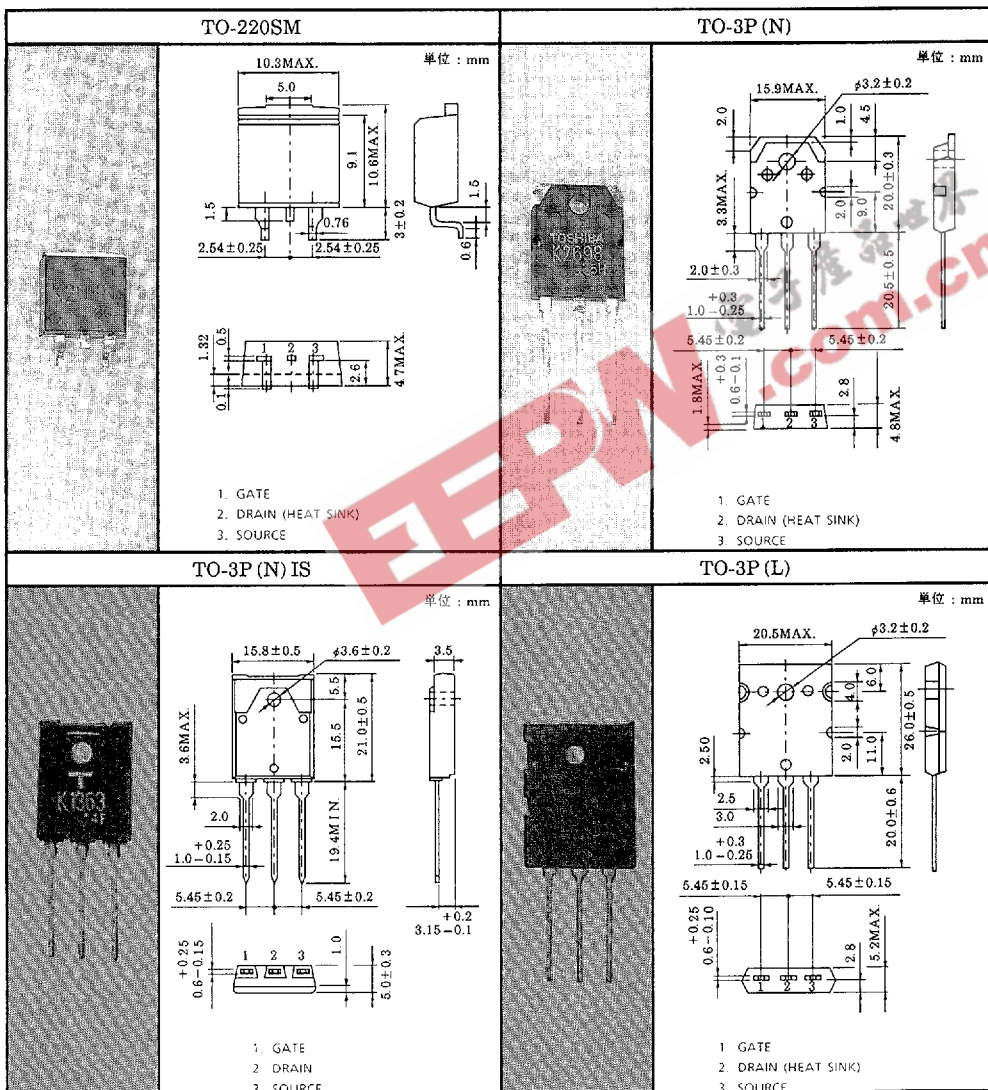 TO-220SM
単位 : mm
10.3MAX.
5.0
9.1
10.6MAX.
1.5
0.76
3±0.2
1.5
0.6
2.54±0.25
2.54±0.25
1.32
0.5
0.1
1 2 3
2.6
4.7MAX.
1. GATE
2. DRAIN (HEAT SINK)
3. SOURCE
TO-3P (N)
単位 : mm
15.9MAX.
ϕ3.2±0.2
2.0
1.0
4.5
3.3MAX.
2.0
9.0
20.0±0.3
2.0±0.3
+0.3
1.0-0.25
20.5±0.5
5.45±0.2
5.45±0.2
1.8MAX.
+0.3
0.6-0.1
2.8
4.8MAX.
1 2 3
1. GATE
2. DRAIN (HEAT SINK)
3. SOURCE
TOSHIBA
K2698
TO-3P (N) IS
単位 : mm
15.8±0.5
ϕ3.6±0.2
3.5
5.5
15.5
21.0±0.5
3.6MAX.
2.0
+0.25
1.0-0.15
19.4MIN.
5.45±0.2
5.45±0.2
+0.2
3.15-0.1
+0.25
0.6-0.15
1 2 3
1.0
5.0±0.3
1. GATE
2. DRAIN
3. SOURCE
K1363
TO-3P (L)
単位 : mm
20.5MAX.
ϕ3.2±0.2
6.0
4.0
2.0
11.0
26.0±0.5
2.50
2.5
3.0
+0.3
1.0-0.25
20.0±0.6
5.45±0.15
5.45±0.15
+0.25
0.6-0.10
1 2 3
2.8
5.2MAX.
1 GATE
2. DRAIN (HEAT SINK)
3. SOURCE
EEPW.com.cn
电子产品世界